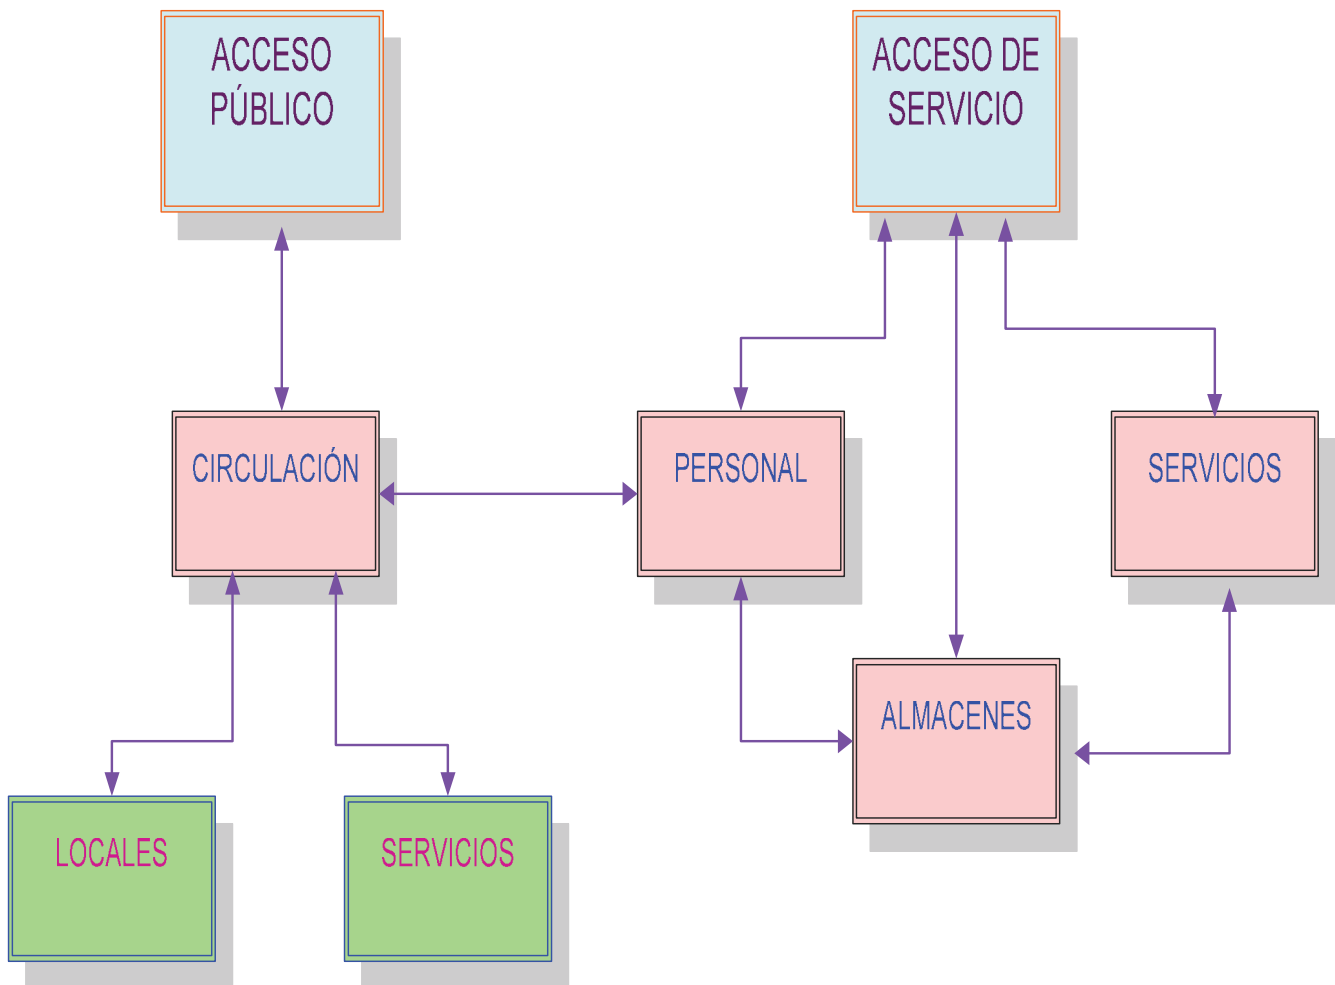 ACCESO
PÚBLICO
ACCESO DE
SERVICIO
CIRCULACIÓN
PERSONAL
SERVICIOS
ALMACENES
LOCALES
SERVICIOS